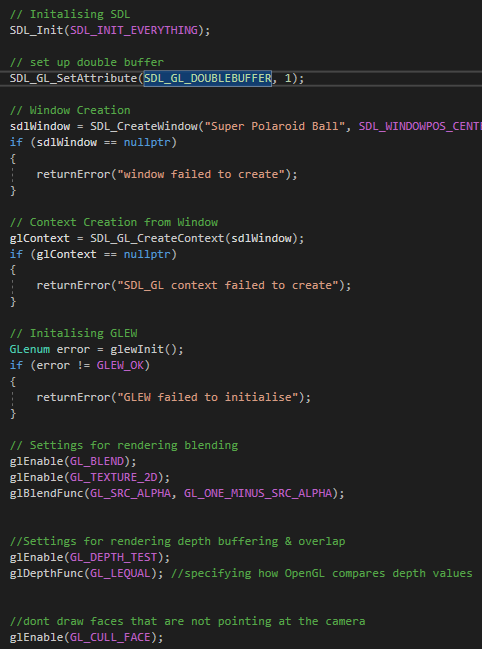 // Initalising SDL
SDL_Init(SDL_INIT_EVERYTHING);
// set up double buffer
SDL_GL_SetAttribute(SDL_GL_DOUBLEBUFFER, 1);
// Window Creation
sdlWindow = SDL_CreateWindow("Super Polaroid Ball", SDL_WINDOWPOS_CENT
if (sdlWindow == nullptr)
{
returnError("window failed to create");
}
// Context Creation from Window
glContext = SDL_GL_CreateContext(sdlWindow);
if (glContext == nullptr)
{
returnError("SDL_GL context failed to create");
}
// Initalising GLEW
GLenum error = glewInit();
if (error != GLEW_OK)
{
returnError("GLEW failed to initialise");
}
// Settings for rendering blending
glEnable(GL_BLEND);
glEnable(GL_TEXTURE_2D);
glBlendFunc(GL_SRC_ALPHA, GL_ONE_MINUS_SRC_ALPHA);
//Settings for rendering depth buffering & overlap
glEnable(GL_DEPTH_TEST);
glDepthFunc(GL_LEQUAL); //specifying how OpenGL compares depth values
//dont draw faces that are not pointing at the camera
glEnable(GL_CULL_FACE);